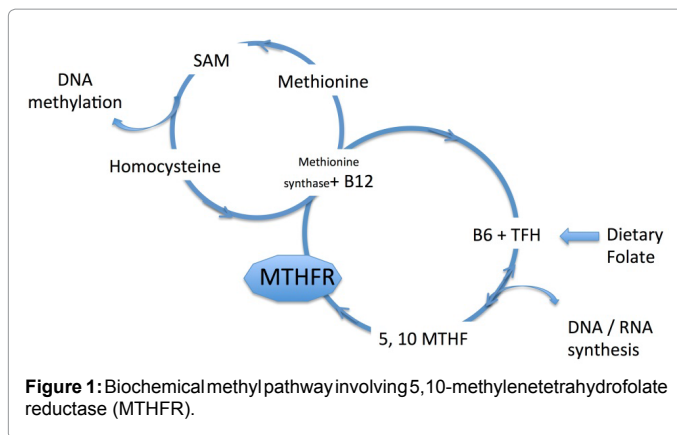 SAM
DNA
methylation
Methionine
Homocysteine
Methionine
synthase+ B12
B6 + TFH
Dietary
Folate
MTHFR
5, 10 MTHF
DNA / RNA
synthesis
Figure 1: Biochemical methyl pathway involving 5,10-methylenetetrahydrofolate
reductase (MTHFR).